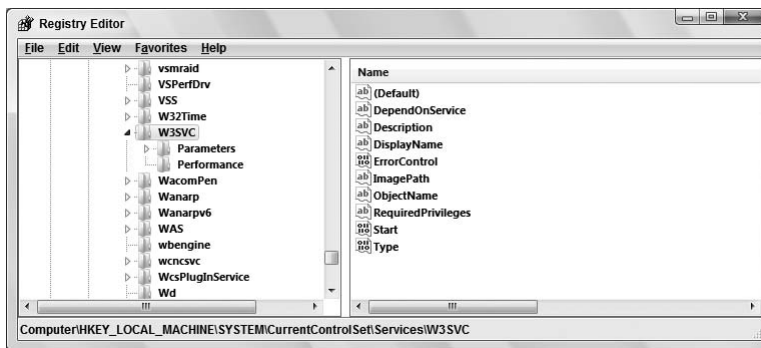 Registry Editor
File Edit View Favorites Help
vsmraid
VSPerfDrv
VSS
W32Time
W3SVC
Parameters
Performance
WacomPen
Wanarp
Wanarpv6
WAS
wbengine
wcncsvc
WcsPlugInService
Wd
Name
(Default)
DependOnService
Description
DisplayName
ErrorControl
ImagePath
ObjectName
RequiredPrivileges
Start
Type
Computer\HKEY_LOCAL_MACHINE\SYSTEM\CurrentControlSet\Services\W3SVC